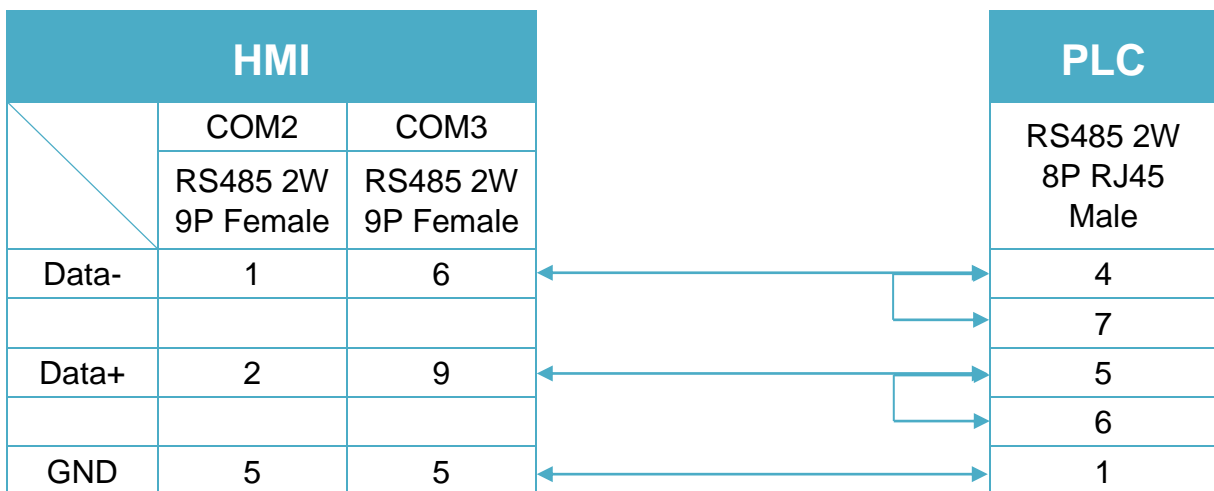 HMI PLC
COM2 COM3
RS485 2W RS485 2W RS485 2W
9P Female 9P Female 8P RJ45
Male
Data- 1 6 4
7
Data+ 2 9 5
6
GND 5 5 1